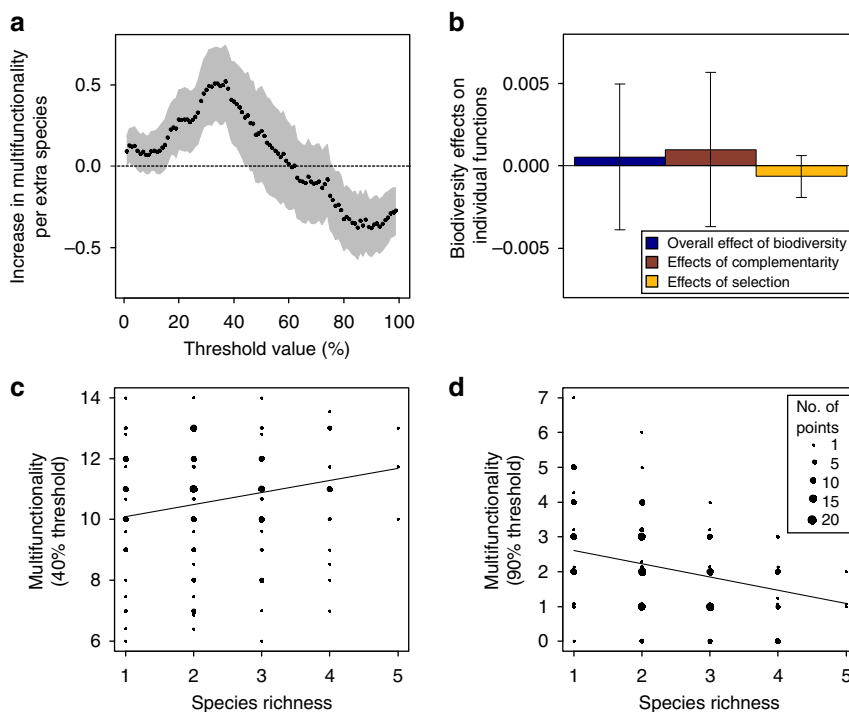 a
Increase in multifunctionality
per extra species
0.5
0.0
−0.5
0 20 40 60 80 100
Threshold value (%)
b
Biodiversity effects on
individual functions
0.005
0.000
−0.005
Overall effect of biodiversity
Effects of complementarity
Effects of selection
c
Multifunctionality
(40% threshold)
14
13
12
11
10
9
8
7
6
1 2 3 4 5
Species richness
d
Multifunctionality
(90% threshold)
7
6
5
4
3
2
1
0
No. of
points
1
5
10
15
20
1 2 3 4 5
Species richness